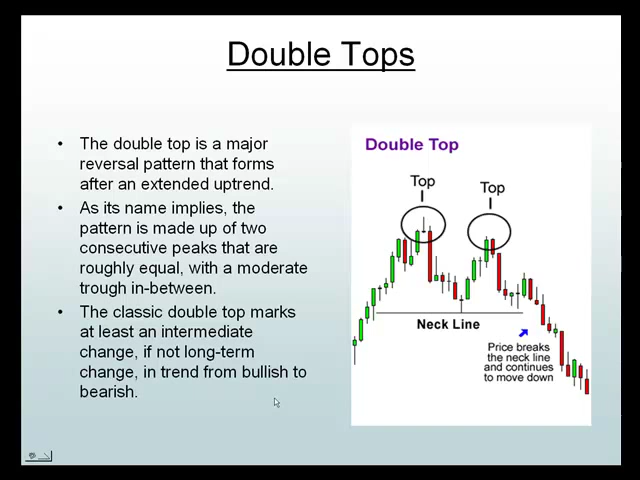 Double Tops
• The double top is a major
reversal pattern that forms
after an extended uptrend.
• As its name implies, the
pattern is made up of two
consecutive peaks that are
roughly equal, with a moderate
trough in-between.
• The classic double top marks
at least an intermediate
change, if not long-term
change, in trend from bullish to
bearish.
Double Top
Top
Top
Neck Line
Price breaks
the neck line
and continues
to move down